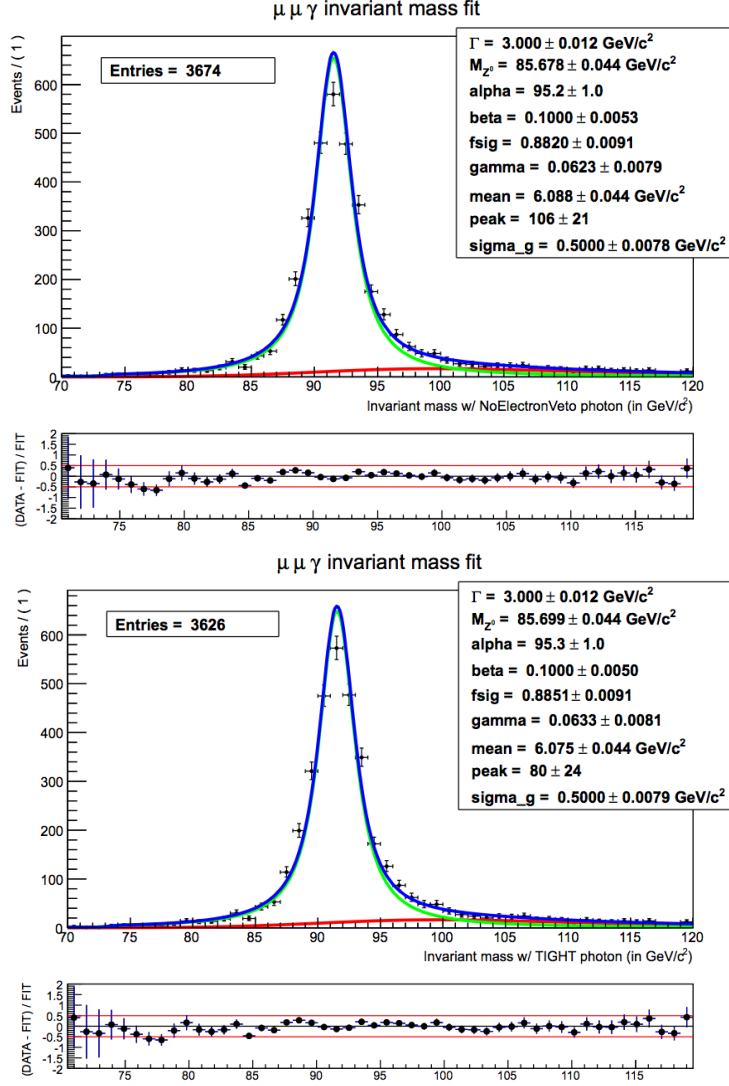 μ μ γ invariant mass fit
Events / ( 1 )
Entries = 3674
Γ = 3.000 ± 0.012 GeV/c²
M_Z⁰ = 85.678 ± 0.044 GeV/c²
alpha = 95.2 ± 1.0
beta = 0.1000 ± 0.0053
fsig = 0.8820 ± 0.0091
gamma = 0.0623 ± 0.0079
mean = 6.088 ± 0.044 GeV/c²
peak = 106 ± 21
sigma_g = 0.5000 ± 0.0078 GeV/c²
600
500
400
300
200
100
0
70 75 80 85 90 95 100 105 110 115 120
Invariant mass w/ NoElectronVeto photon (in GeV/c²)
(DATA - FIT) / FIT
2
1.5
1
0.5
0
-0.5
-1
-1.5
-2
75 80 85 90 95 100 105 110 115
μ μ γ invariant mass fit
Events / ( 1 )
Entries = 3626
Γ = 3.000 ± 0.012 GeV/c²
M_Z⁰ = 85.699 ± 0.044 GeV/c²
alpha = 95.3 ± 1.0
beta = 0.1000 ± 0.0050
fsig = 0.8851 ± 0.0091
gamma = 0.0633 ± 0.0081
mean = 6.075 ± 0.044 GeV/c²
peak = 80 ± 24
sigma_g = 0.5000 ± 0.0079 GeV/c²
600
500
400
300
200
100
0
70 75 80 85 90 95 100 105 110 115 120
Invariant mass w/ TIGHT photon (in GeV/c²)
(DATA - FIT) / FIT
2
1.5
1
0.5
0
-0.5
-1
-1.5
-2
75 80 85 90 95 100 105 110 115